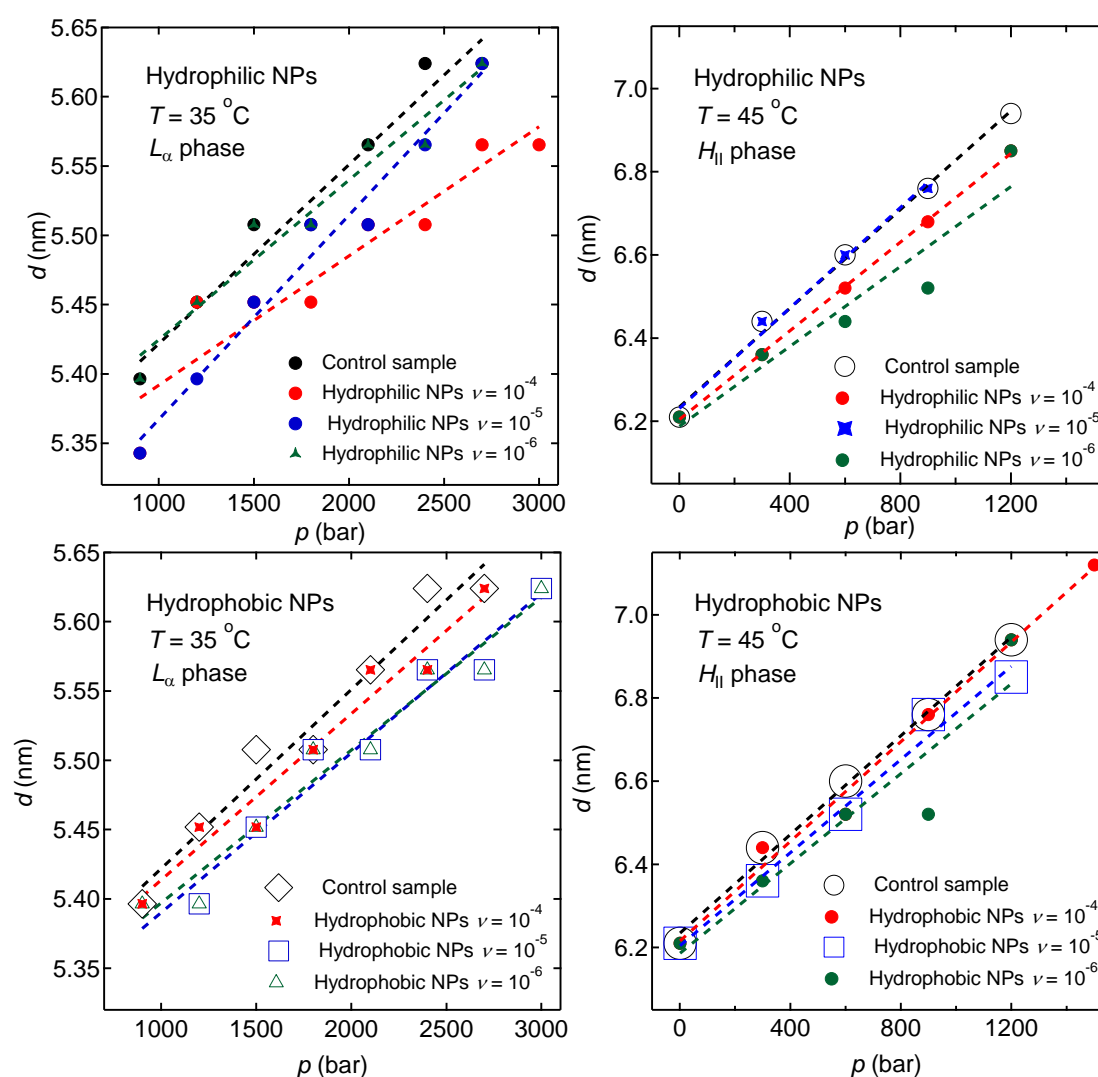 5.65
5.60
5.55
5.50
5.45
5.40
5.35
d (nm)
Hydrophilic NPs
T = 35 °C
Lα phase
Control sample
Hydrophilic NPs ν = 10⁻⁴
Hydrophilic NPs ν = 10⁻⁵
Hydrophilic NPs ν = 10⁻⁶
1000 1500 2000 2500 3000
p (bar)
7.0
6.8
6.6
6.4
6.2
d (nm)
Hydrophilic NPs
T = 45 °C
HII phase
Control sample
Hydrophilic NPs ν = 10⁻⁴
Hydrophilic NPs ν = 10⁻⁵
Hydrophilic NPs ν = 10⁻⁶
0 400 800 1200
p (bar)
5.65
5.60
5.55
5.50
5.45
5.40
5.35
d (nm)
Hydrophobic NPs
T = 35 °C
Lα phase
Control sample
Hydrophobic NPs ν = 10⁻⁴
Hydrophobic NPs ν = 10⁻⁵
Hydrophobic NPs ν = 10⁻⁶
1000 1500 2000 2500 3000
p (bar)
7.0
6.8
6.6
6.4
6.2
d (nm)
Hydrophobic NPs
T = 45 °C
HII phase
Control sample
Hydrophobic NPs ν = 10⁻⁴
Hydrophobic NPs ν = 10⁻⁵
Hydrophobic NPs ν = 10⁻⁶
0 400 800 1200
p (bar)